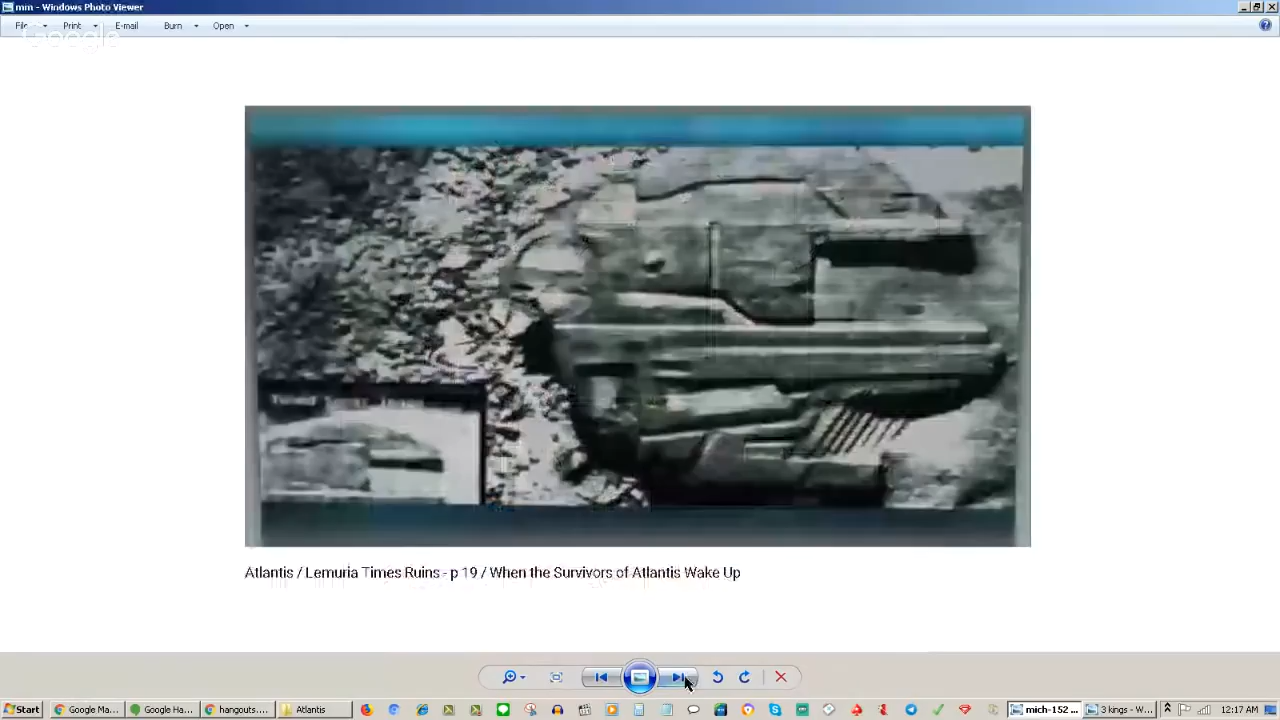 mm - Windows Photo Viewer
File Print E-mail Burn Open
Google
Atlantis / Lemuria Times Ruins - p 19 / When the Survivors of Atlantis Wake Up
Start Google Ma... Google Ha... hangouts... Atlantis mich-152 ... 3 kings - W... 12:17 AM